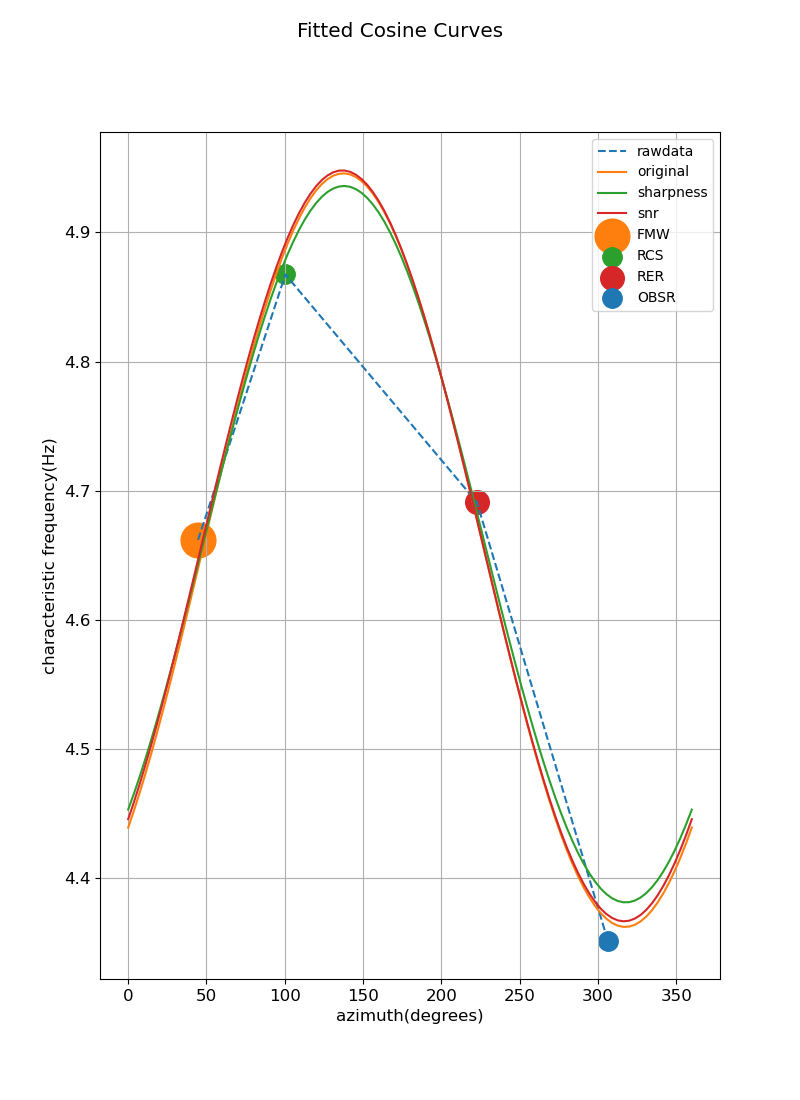 Fitted Cosine Curves
rawdata
original
sharpness
snr
FMW
RCS
RER
OBSR
characteristic frequency(Hz)
4.9
4.8
4.7
4.6
4.5
4.4
0 50 100 150 200 250 300 350
azimuth(degrees)